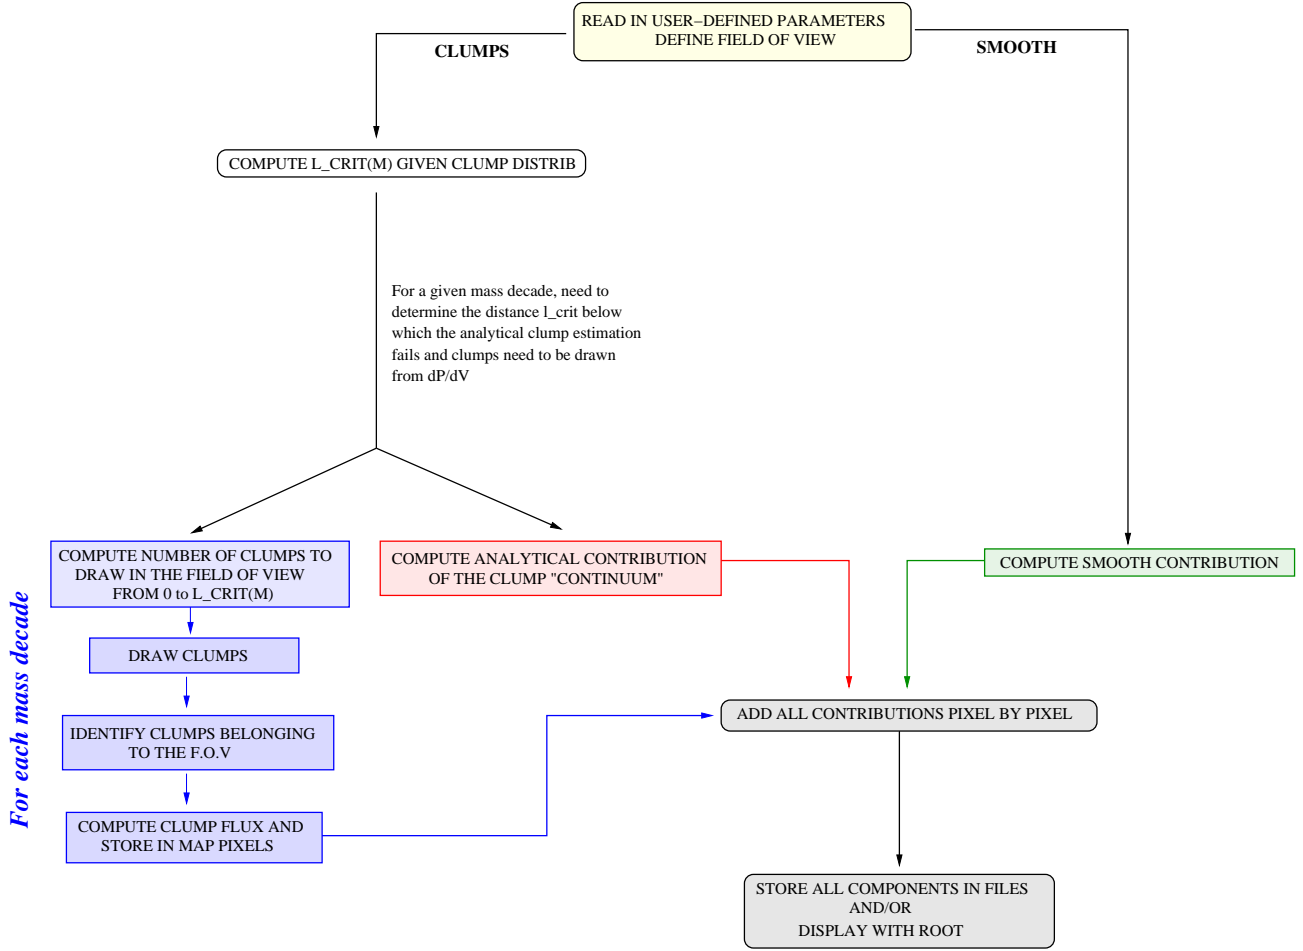 READ IN USER−DEFINED PARAMETERS
DEFINE FIELD OF VIEW
CLUMPS
SMOOTH
COMPUTE L_CRIT(M) GIVEN CLUMP DISTRIB
For a given mass decade, need to
determine the distance l_crit below
which the analytical clump estimation
fails and clumps need to be drawn
from dP/dV
COMPUTE NUMBER OF CLUMPS TO
DRAW IN THE FIELD OF VIEW
FROM 0 to L_CRIT(M)
COMPUTE ANALYTICAL CONTRIBUTION
OF THE CLUMP "CONTINUUM"
COMPUTE SMOOTH CONTRIBUTION
For each mass decade
DRAW CLUMPS
IDENTIFY CLUMPS BELONGING
TO THE F.O.V
COMPUTE CLUMP FLUX AND
STORE IN MAP PIXELS
ADD ALL CONTRIBUTIONS PIXEL BY PIXEL
STORE ALL COMPONENTS IN FILES
AND/OR
DISPLAY WITH ROOT